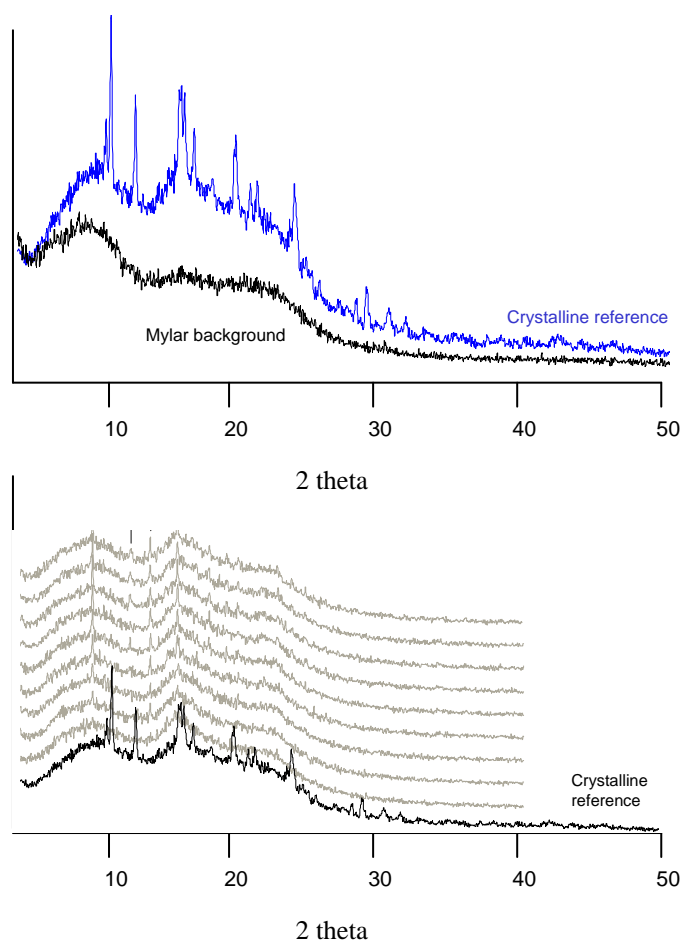 Crystalline reference
Mylar background
10 20 30 40 50
2 theta
Crystalline
reference
10 20 30 40 50
2 theta